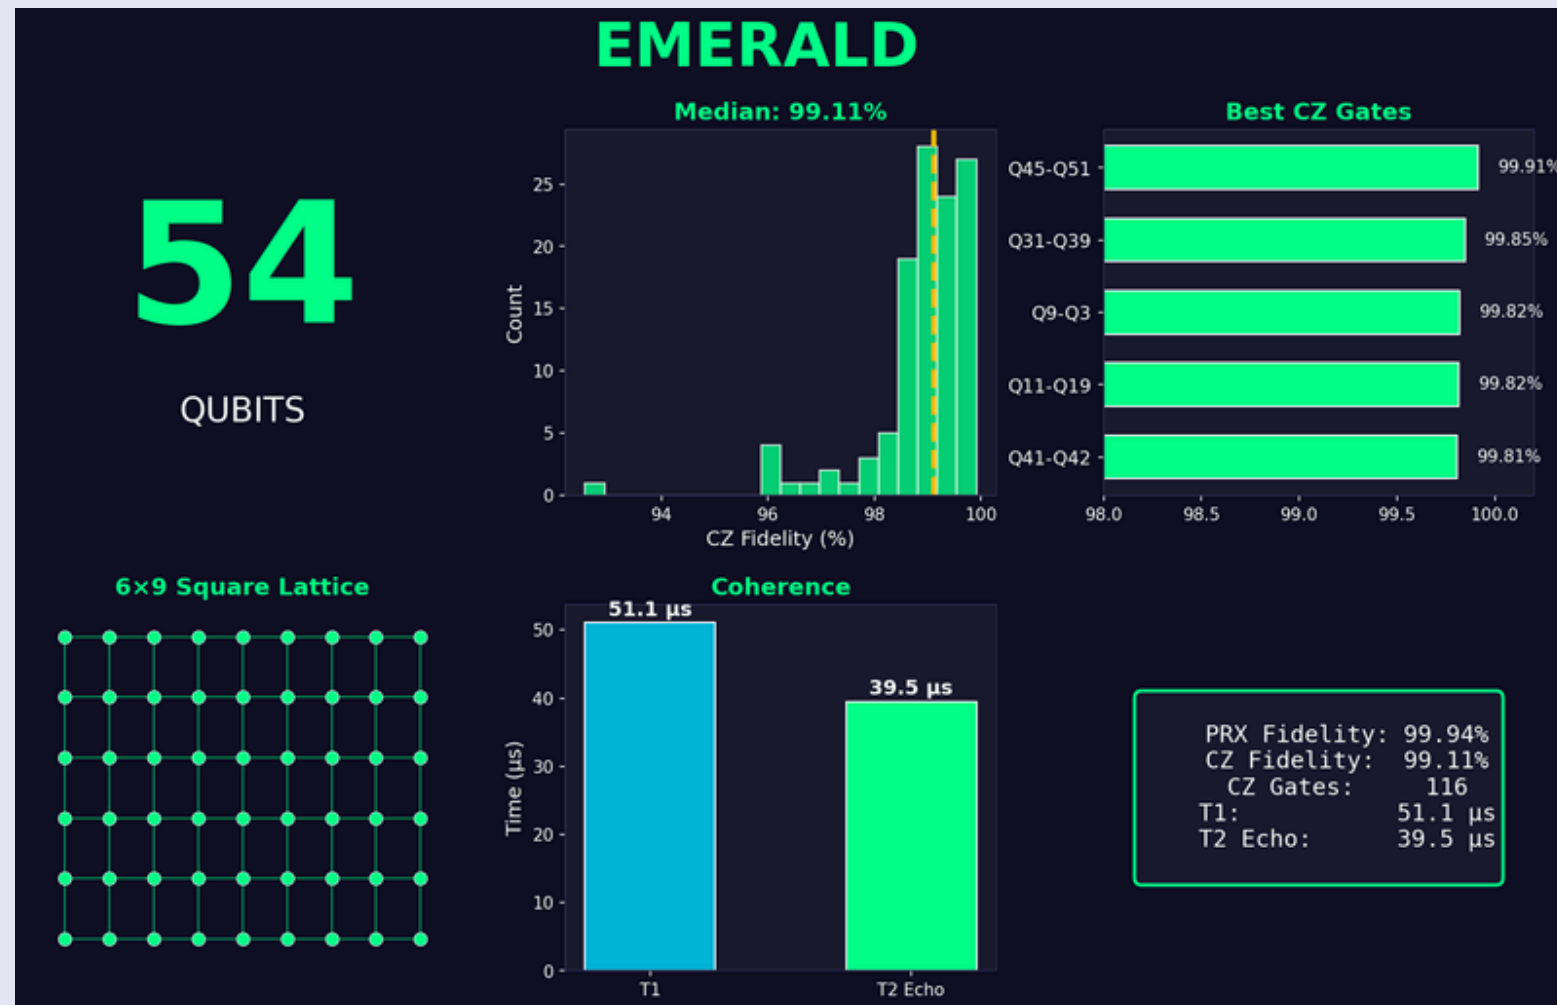 EMERALD
54
QUBITS
Median: 99.11%
Count
25
20
15
10
5
0
94
96
98
100
CZ Fidelity (%)
Best CZ Gates
Q45-Q51
99.91%
Q31-Q39
99.85%
Q9-Q3
99.82%
Q11-Q19
99.82%
Q41-Q42
99.81%
98.0
98.5
99.0
99.5
100.0
6×9 Square Lattice
Coherence
51.1 µs
39.5 µs
Time (µs)
50
40
30
20
10
0
T1
T2 Echo
PRX Fidelity: 99.94%
CZ Fidelity: 99.11%
CZ Gates: 116
T1: 51.1 µs
T2 Echo: 39.5 µs